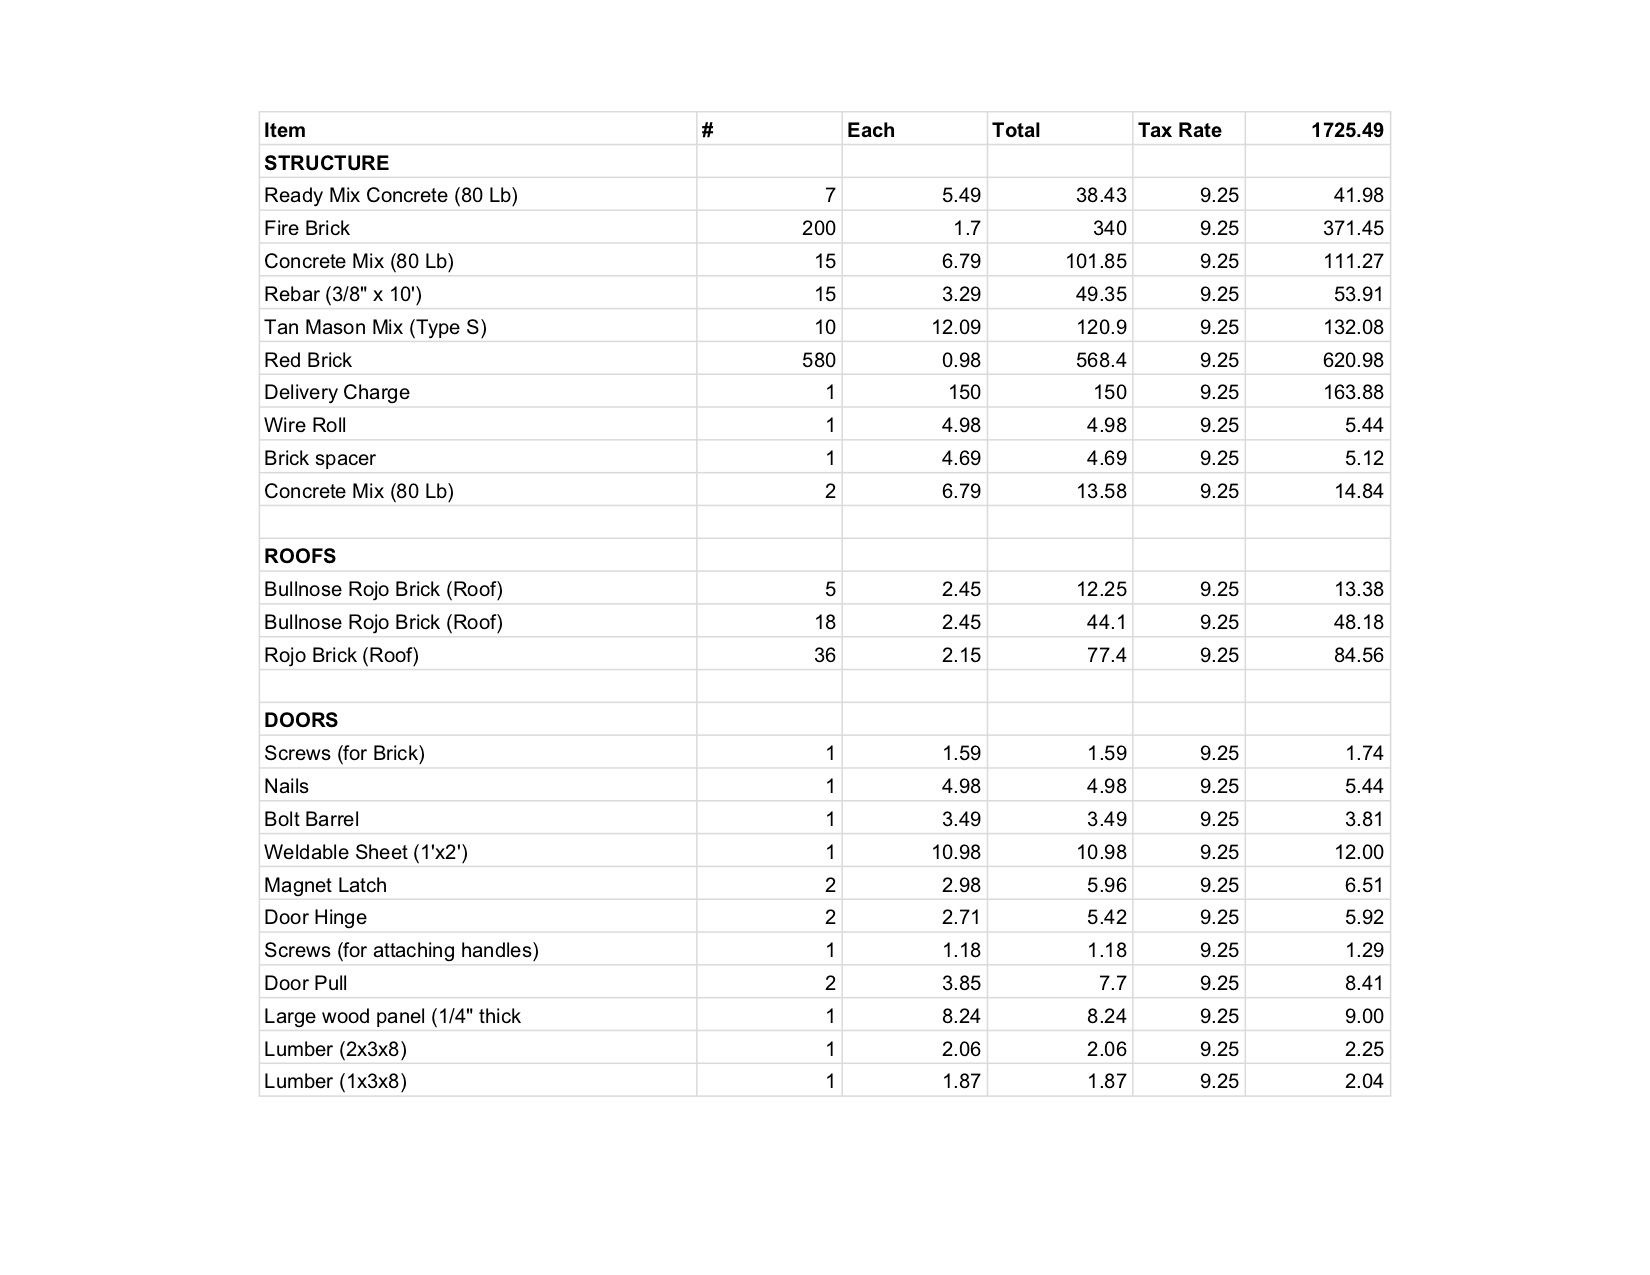 Item # Each Total Tax Rate 1725.49
STRUCTURE
Ready Mix Concrete (80 Lb) 7 5.49 38.43 9.25 41.98
Fire Brick 200 1.7 340 9.25 371.45
Concrete Mix (80 Lb) 15 6.79 101.85 9.25 111.27
Rebar (3/8" x 10') 15 3.29 49.35 9.25 53.91
Tan Mason Mix (Type S) 10 12.09 120.9 9.25 132.08
Red Brick 580 0.98 568.4 9.25 620.98
Delivery Charge 1 150 150 9.25 163.88
Wire Roll 1 4.98 4.98 9.25 5.44
Brick spacer 1 4.69 4.69 9.25 5.12
Concrete Mix (80 Lb) 2 6.79 13.58 9.25 14.84
ROOFS
Bullnose Rojo Brick (Roof) 5 2.45 12.25 9.25 13.38
Bullnose Rojo Brick (Roof) 18 2.45 44.1 9.25 48.18
Rojo Brick (Roof) 36 2.15 77.4 9.25 84.56
DOORS
Screws (for Brick) 1 1.59 1.59 9.25 1.74
Nails 1 4.98 4.98 9.25 5.44
Bolt Barrel 1 3.49 3.49 9.25 3.81
Weldable Sheet (1'x2') 1 10.98 10.98 9.25 12.00
Magnet Latch 2 2.98 5.96 9.25 6.51
Door Hinge 2 2.71 5.42 9.25 5.92
Screws (for attaching handles) 1 1.18 1.18 9.25 1.29
Door Pull 2 3.85 7.7 9.25 8.41
Large wood panel (1/4" thick 1 8.24 8.24 9.25 9.00
Lumber (2x3x8) 1 2.06 2.06 9.25 2.25
Lumber (1x3x8) 1 1.87 1.87 9.25 2.04